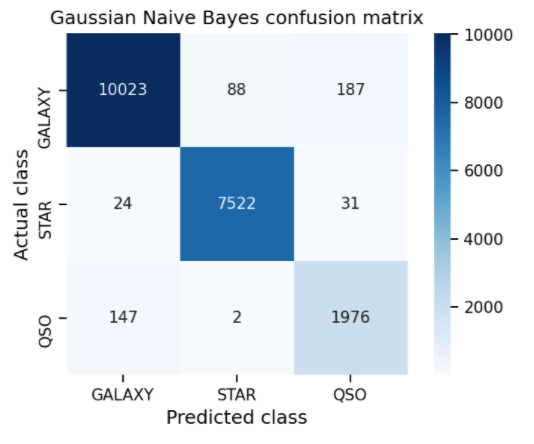 Gaussian Naive Bayes confusion matrix
10000
8000
6000
4000
2000
Actual class
GALAXY
10023 88 187
STAR
24 7522 31
QSO
147 2 1976
GALAXY STAR QSO
Predicted class